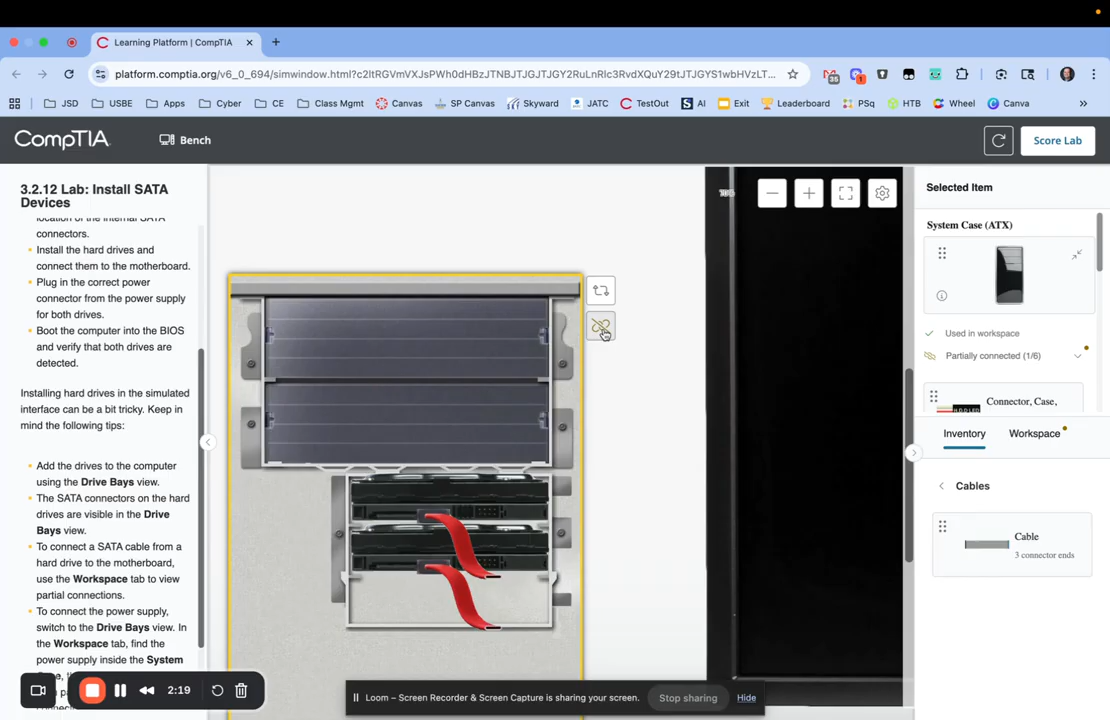 Learning Platform | CompTIA
platform.comptia.org/v6_0_694/simwindow.html?c2ltRGVmVXJsPWh0dHBzJTNBJTJGJTJGY2RuLnRlc3RvdXQuY29tJTJGYS1wbHVzLT...
35
JSD
USBE
Apps
Cyber
CE
Class Mgmt
Canvas
SP Canvas
Skyward
JATC
TestOut
AI
Exit
Leaderboard
PSq
HTB
Wheel
Canva
CompTIA
Bench
Score Lab
3.2.12 Lab: Install SATA
Devices
location of the internal SATA
connectors.
Install the hard drives and
connect them to the motherboard.
Plug in the correct power
connector from the power supply
for both drives.
Boot the computer into the BIOS
and verify that both drives are
detected.
Installing hard drives in the simulated
interface can be a bit tricky. Keep in
mind the following tips:
Add the drives to the computer
using the Drive Bays view.
The SATA connectors on the hard
drives are visible in the Drive
Bays view.
To connect a SATA cable from a
hard drive to the motherboard,
use the Workspace tab to view
partial connections.
To connect the power supply,
switch to the Drive Bays view. In
the Workspace tab, find the
power supply inside the System
2:19
Loom – Screen Recorder & Screen Capture is sharing your screen.
Stop sharing
Hide
Selected Item
System Case (ATX)
Used in workspace
Partially connected (1/6)
Connector, Case,
H.D.D LED
Inventory
Workspace
Cables
Cable
3 connector ends